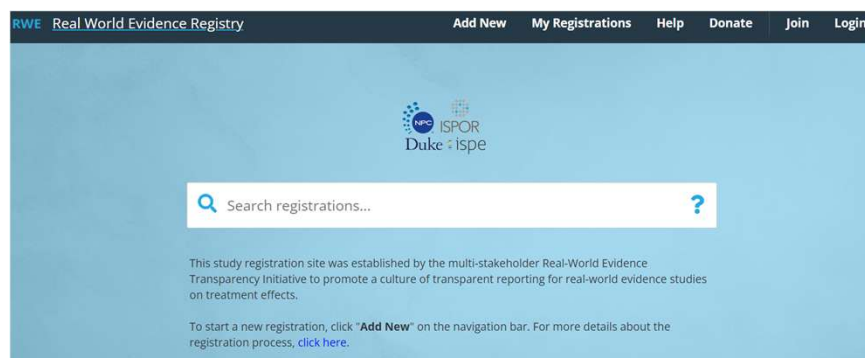 RWE Real World Evidence Registry Add New My Registrations Help Donate Join Login
NPC ISPOR
Duke ispe
Search registrations... ?
This study registration site was established by the multi-stakeholder Real-World Evidence
Transparency Initiative to promote a culture of transparent reporting for real-world evidence studies
on treatment effects.
To start a new registration, click "Add New" on the navigation bar. For more details about the
registration process, click here.